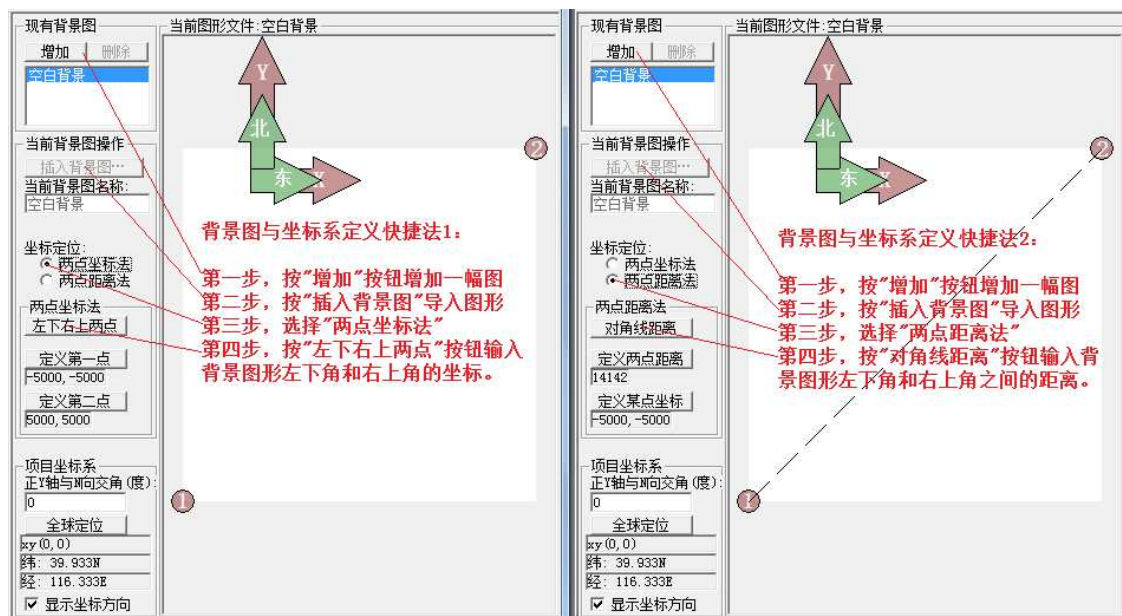 现有背景图
增加 删除
空白背景
当前背景图操作
插入背景图…
当前背景图名称:
空白背景
坐标定位:
两点坐标法
两点距离法
两点坐标法
左下右上两点
定义第一点
-5000,-5000
定义第二点
5000,5000
项目坐标系
正Y轴与N向交角(度):
0
全球定位
xy(0,0)
纬: 39.933N
经: 116.333E
显示坐标方向
当前图形文件:空白背景
Y
北
东 X
2
背景图与坐标系定义快捷法1:
第一步，按"增加"按钮增加一幅图
第二步，按"插入背景图"导入图形
第三步，选择"两点坐标法"
第四步，按"左下右上两点"按钮输入
背景图形左下角和右上角的坐标。
1
现有背景图
增加 删除
空白背景
当前背景图操作
插入背景图…
当前背景图名称:
空白背景
坐标定位:
两点坐标法
两点距离法
两点距离法
对角线距离
定义两点距离
14142
定义某点坐标
-5000,-5000
项目坐标系
正Y轴与N向交角(度):
0
全球定位
xy(0,0)
纬: 39.933N
经: 116.333E
显示坐标方向
当前图形文件:空白背景
Y
北
东 X
2
背景图与坐标系定义快捷法2:
第一步，按"增加"按钮增加一幅图
第二步，按"插入背景图"导入图形
第三步，选择"两点距离法"
第四步，按"对角线距离"按钮输入背
景图形左下角和右上角之间的距离。
1